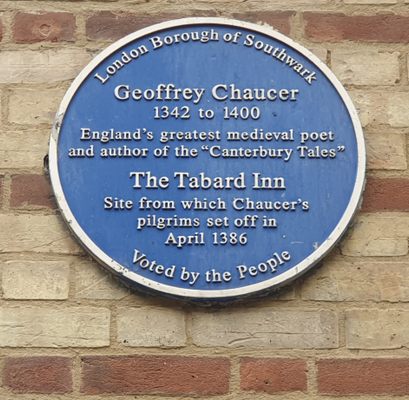 London Borough of Southwark
Geoffrey Chaucer
1342 to 1400
England's greatest medieval poet
and author of the "Canterbury Tales"
The Tabard Inn
Site from which Chaucer's
pilgrims set off in
April 1386
Voted by the People